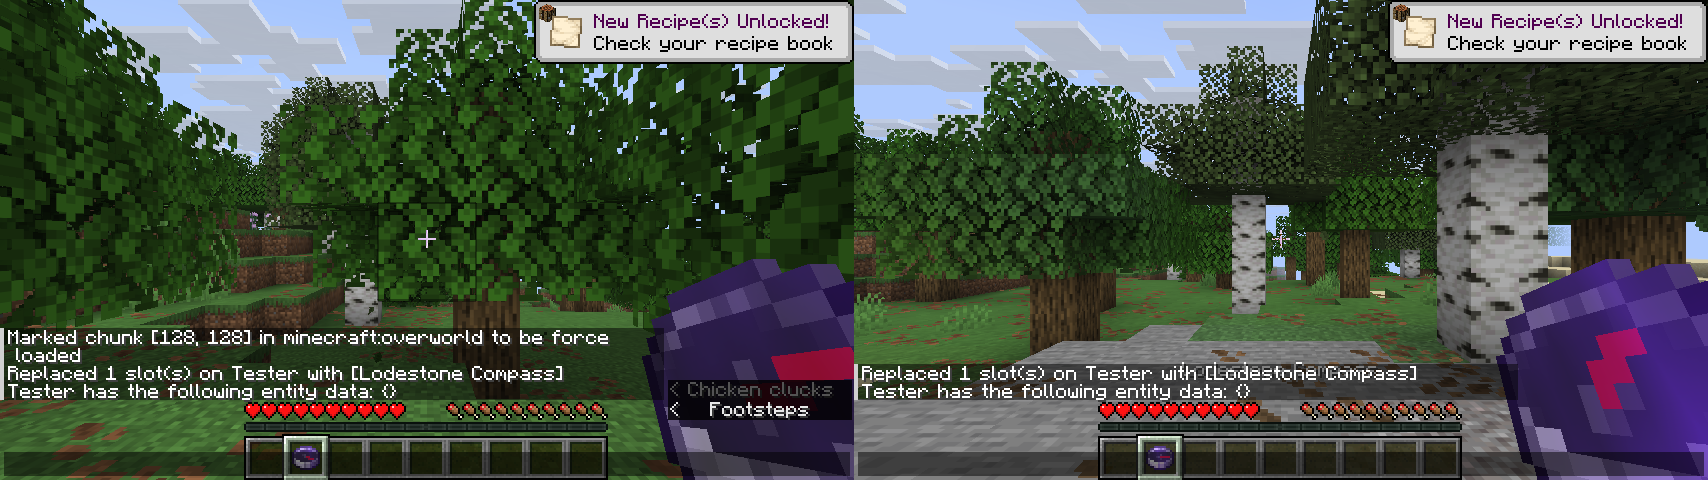 New Recipe(s) Unlocked!
Check your recipe book
Marked chunk [128, 128] in minecraft:overworld to be force
loaded
Replaced 1 slot(s) on Tester with [Lodestone Compass]
Tester has the following entity data: {}
< Chicken clucks
< Footsteps
New Recipe(s) Unlocked!
Check your recipe book
Replaced 1 slot(s) on Tester with [Lodestone Compass]
Tester has the following entity data: {}